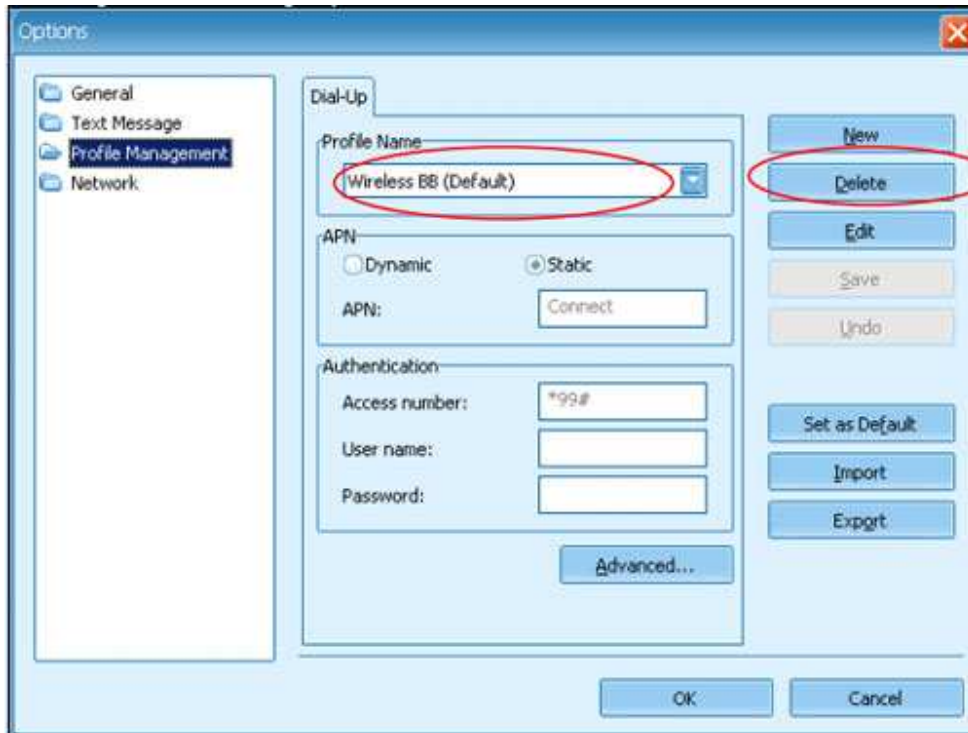 Options
General
Text Message
Profile Management
Network
Dial-Up
Profile Name
Wireless BB (Default)
APN
Dynamic
Static
APN:
Connect
Authentication
Access number:
*99#
User name:
Password:
Advanced...
New
Delete
Edit
Save
Undo
Set as Default
Import
Export
OK
Cancel